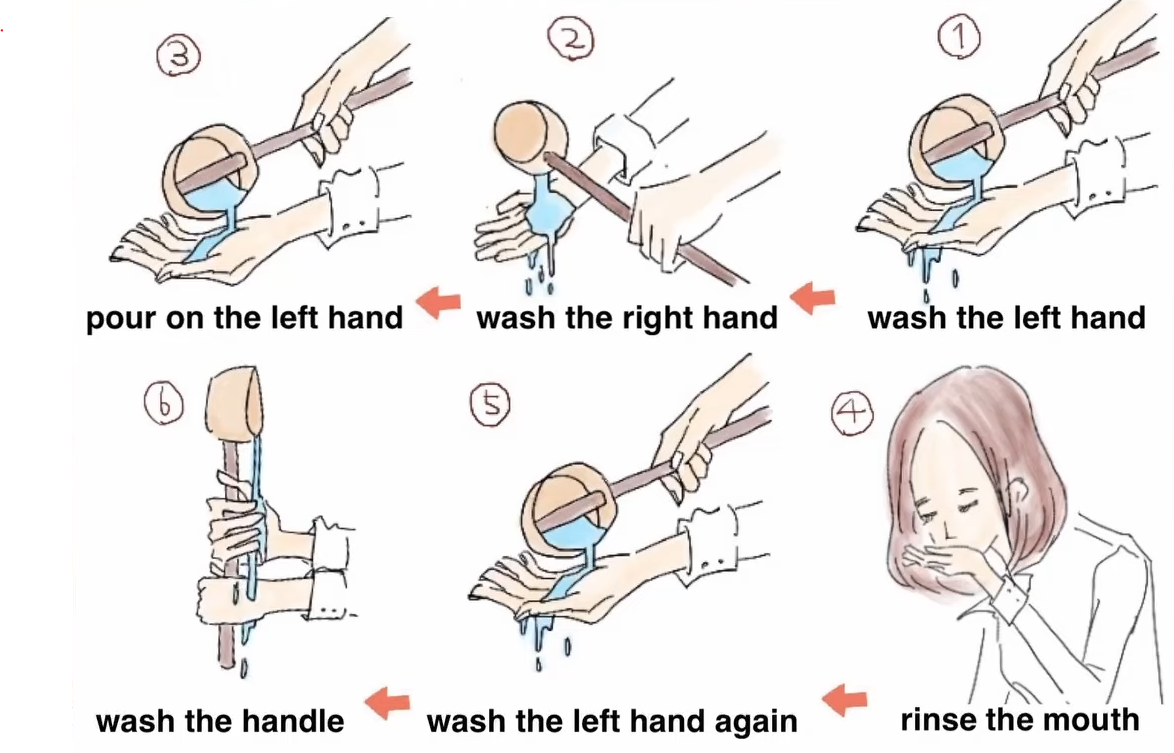 ①
wash the left hand
②
wash the right hand
③
pour on the left hand
④
rinse the mouth
⑤
wash the left hand again
⑥
wash the handle